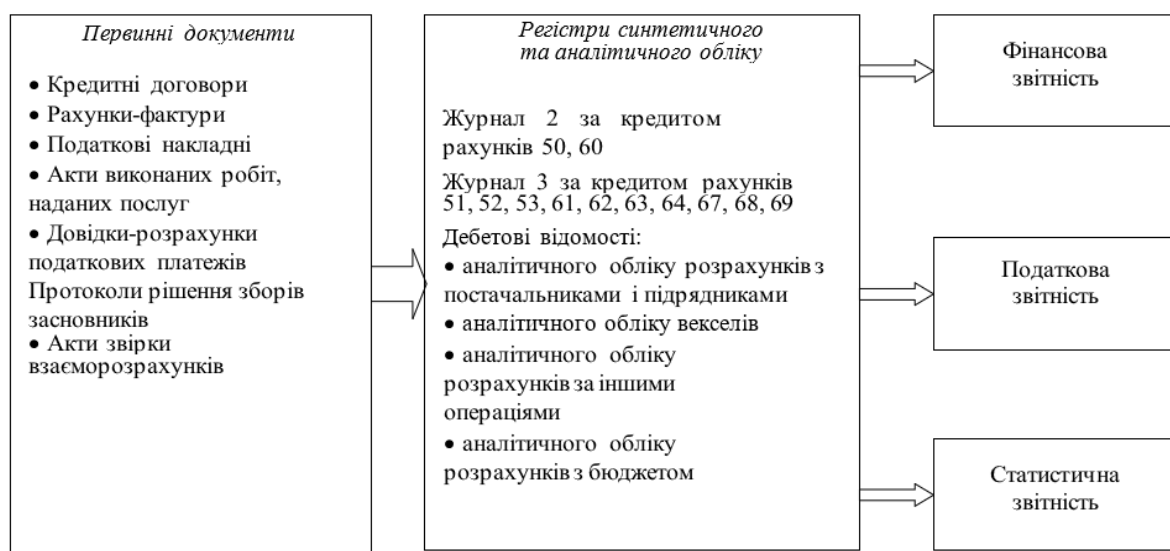 Первинні документи
• Кредитні договори
• Рахунки-фактури
• Податкові накладні
• Акти виконаних робіт,
наданих послуг
• Довідки-розрахунки
податкових платежів
Протоколи рішення зборів
засновників
• Акти звірки
взаєморозрахунків
Регістри синтетичного
та аналітичного обліку
Журнал 2 за кредитом
рахунків 50, 60
Журнал 3 за кредитом рахунків
51, 52, 53, 61, 62, 63, 64, 67, 68, 69
Дебетові відомості:
• аналітичного обліку розрахунків з
постачальниками і підрядниками
• аналітичного обліку векселів
• аналітичного обліку
розрахунків за іншими
операціями
• аналітичного обліку
розрахунків з бюджетом
Фінансова
звітність
Податкова
звітність
Статистична
звітність